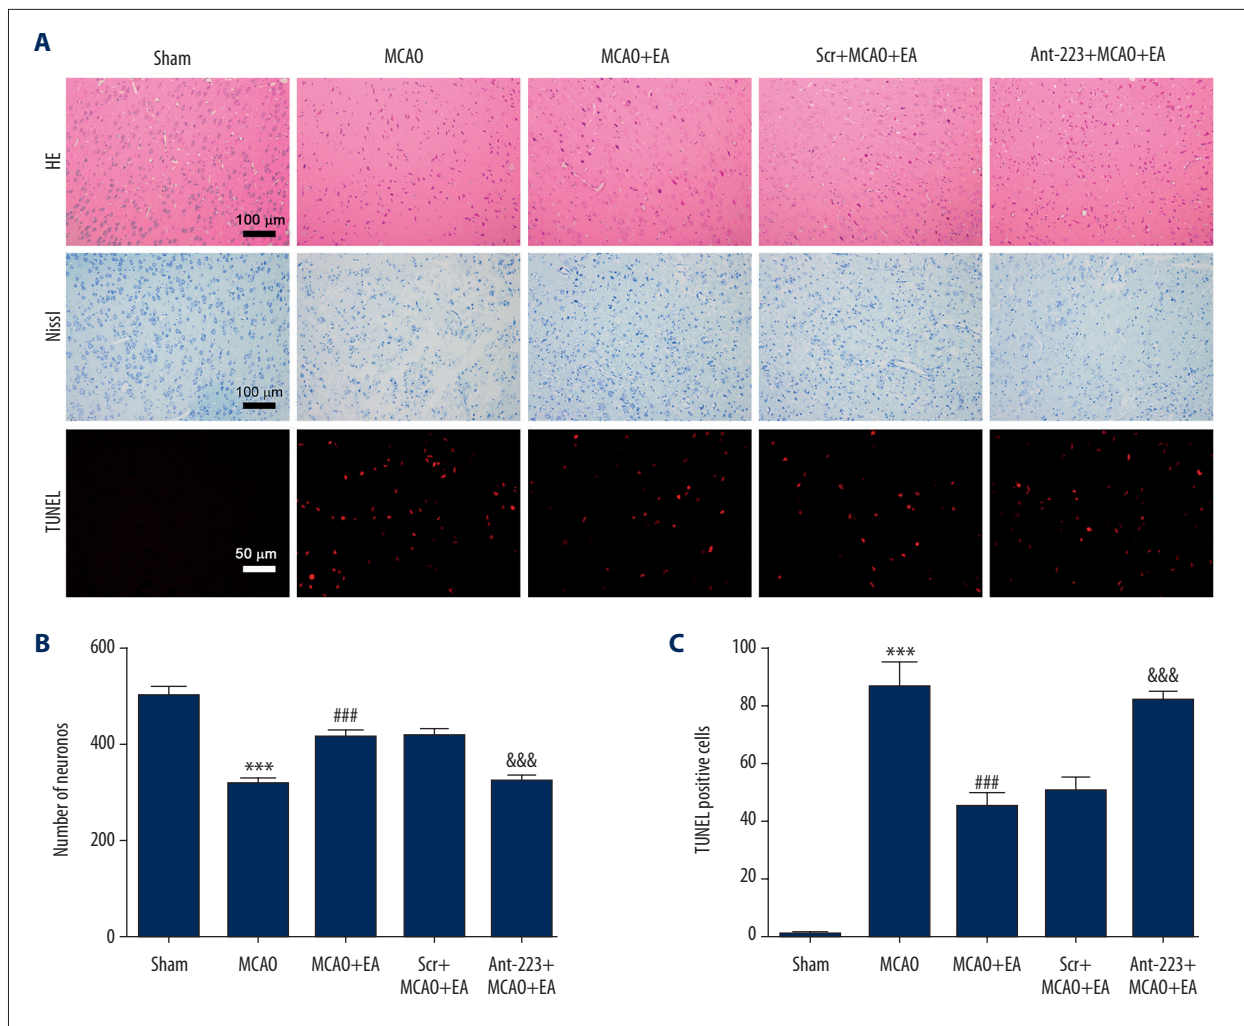 A
Sham
MCAO
MCAO+EA
Scr+MCAO+EA
Ant-223+MCAO+EA
HE
100 µm
Nissl
100 µm
TUNEL
50 µm
B
Number of neuronos
600
400
200
0
***
###
&&&
Sham
MCAO
MCAO+EA
Scr+
MCAO+EA
Ant-223+
MCAO+EA
C
TUNEL positive cells
100
80
60
40
20
0
***
###
&&&
Sham
MCAO
MCAO+EA
Scr+
MCAO+EA
Ant-223+
MCAO+EA